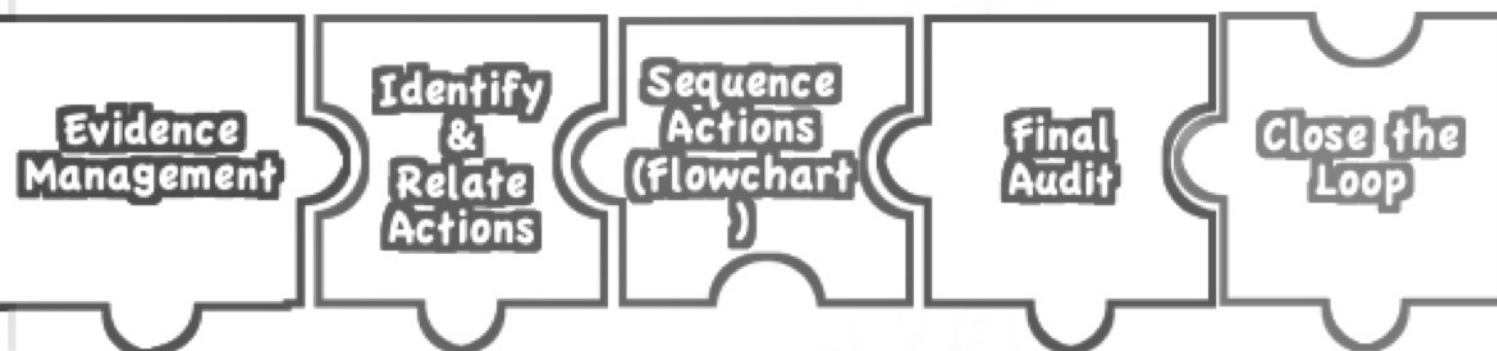 Evidence
Management
Identify
&
Relate
Actions
Sequence
Actions
(Flowchart
)
Final
Audit
Close the
Loop